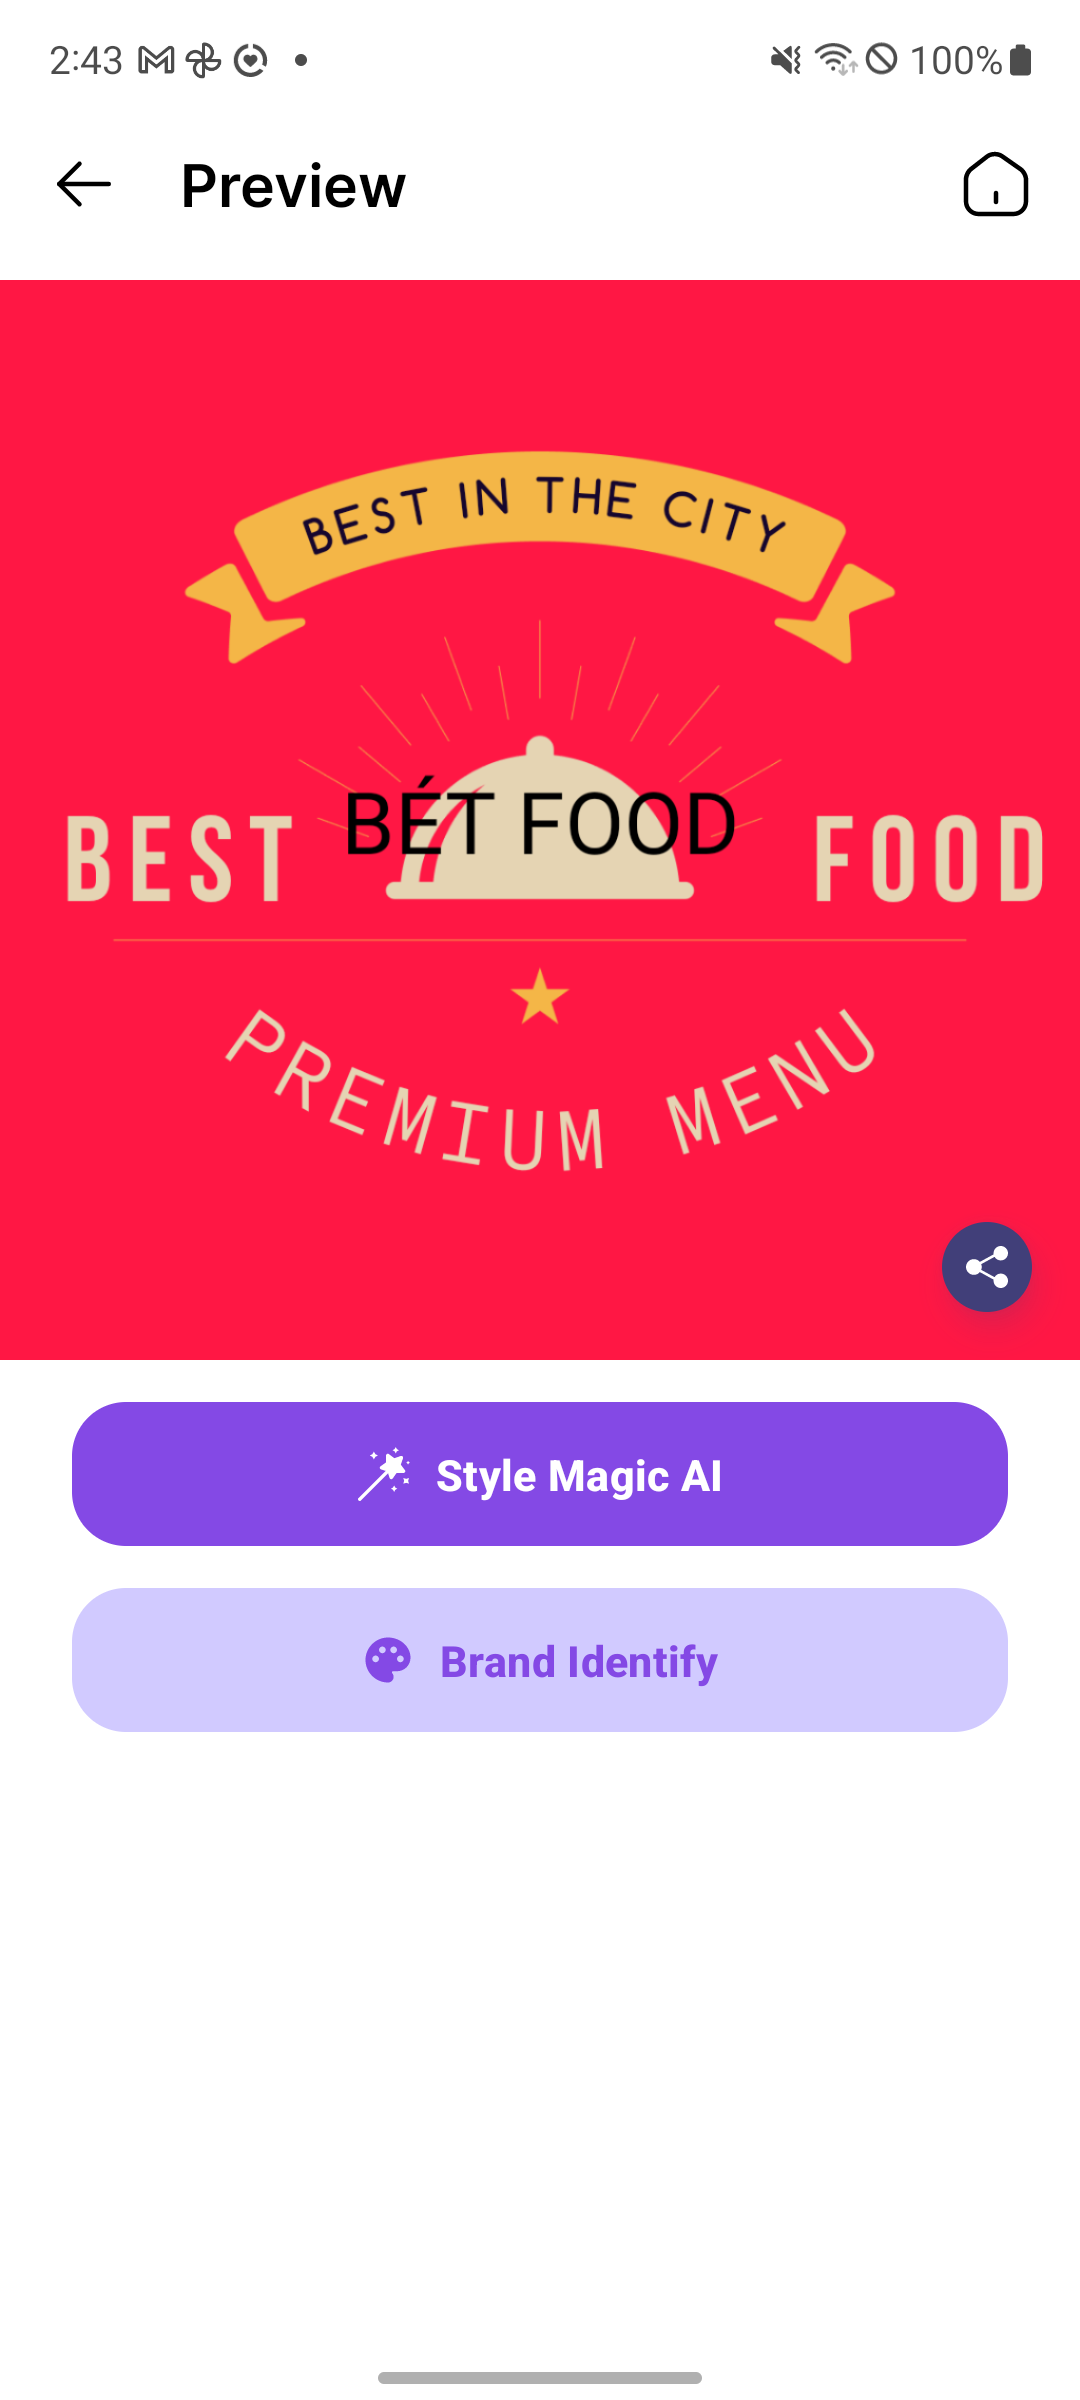 2:43
100%
Preview
BEST IN THE CITY
BEST
BÉT FOOD
FOOD
PREMIUM MENU
Style Magic AI
Brand Identify